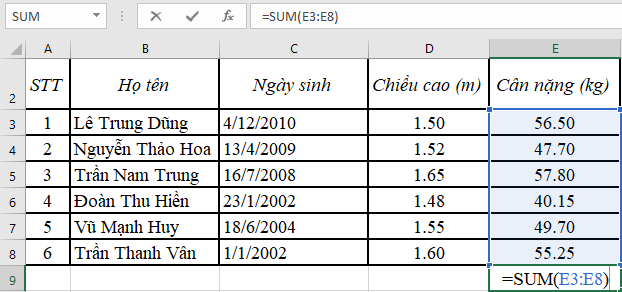 SUM =SUM(E3:E8)
A B C D E
2 STT Họ tên Ngày sinh Chiều cao (m) Cân nặng (kg)
3 1 Lê Trung Dũng 4/12/2010 1.50 56.50
4 2 Nguyễn Thảo Hoa 13/4/2009 1.52 47.70
5 3 Trần Nam Trung 16/7/2008 1.65 57.80
6 4 Đoàn Thu Hiền 23/1/2002 1.48 40.15
7 5 Vũ Mạnh Huy 18/6/2004 1.55 49.70
8 6 Trần Thanh Vân 1/1/2002 1.60 55.25
9 =SUM(E3:E8)